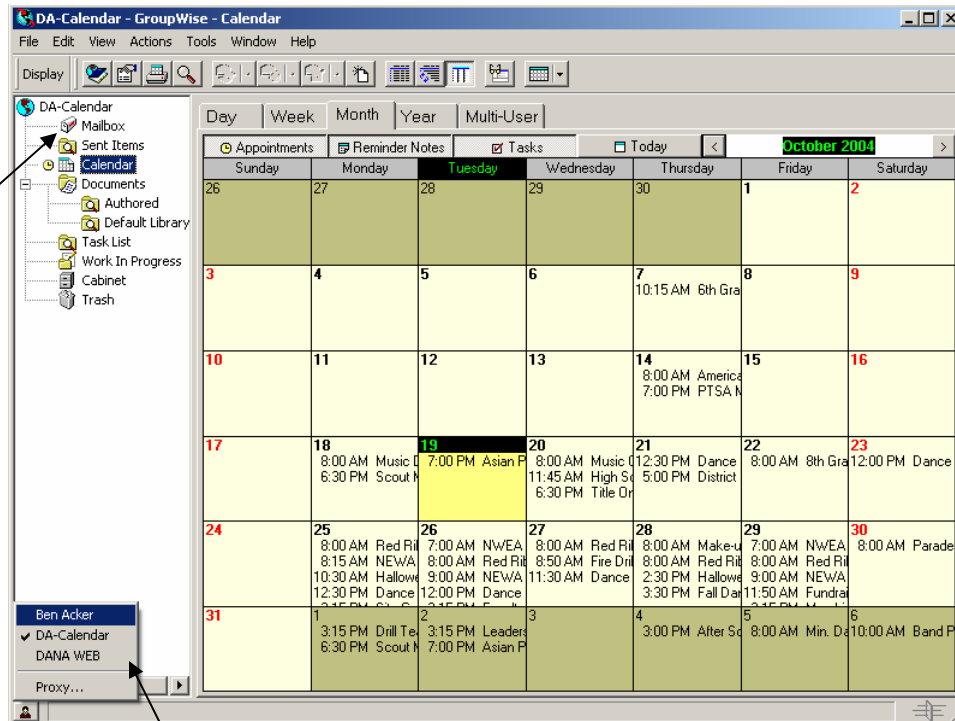 DA-Calendar - GroupWise - Calendar
File Edit View Actions Tools Window Help
Display
DA-Calendar
Mailbox
Sent Items
Calendar
Documents
Authored
Default Library
Task List
Work In Progress
Cabinet
Trash
Day Week Month Year Multi-User
Appointments Reminder Notes Tasks Today < October 2004 >
Sunday Monday Tuesday Wednesday Thursday Friday Saturday
26 27 28 29 30 1 2
3 4 5 6 7 8 9
10:15 AM 6th Gra
10 11 12 13 14 15 16
8:00 AM America
7:00 PM PTSA
17 18 19 20 21 22 23
8:00 AM Music 7:00 PM Asian P 8:00 AM Music 12:30 PM Dance 8:00 AM 8th Gra 12:00 PM Dance
6:30 PM Scout 11:45 AM High Sc 5:00 PM District
6:30 PM Title Or
24 25 26 27 28 29 30
8:00 AM Red Ri 7:00 AM NWEA 8:00 AM Red Ri 8:00 AM Make-u 7:00 AM NWEA 8:00 AM Parade
8:15 AM NEWA 8:00 AM Red Ri 8:50 AM Fire Dri 8:00 AM Red Ri 8:00 AM Red Ri
10:30 AM Hallowe 9:00 AM NEWA 11:30 AM Dance 2:30 PM Hallowe 9:00 AM NEWA
12:30 PM Dance 12:00 PM Dance 3:30 PM Fall Dar 11:50 AM Fundrai
31 1 2 3 4 5 6
3:15 PM Drill Te 3:15 PM Leaders 3:00 PM After Sc 8:00 AM Min. Da 10:00 AM Band P
6:30 PM Scout 7:00 PM Asian P
Ben Acker
DA-Calendar
DANA WEB
Proxy...